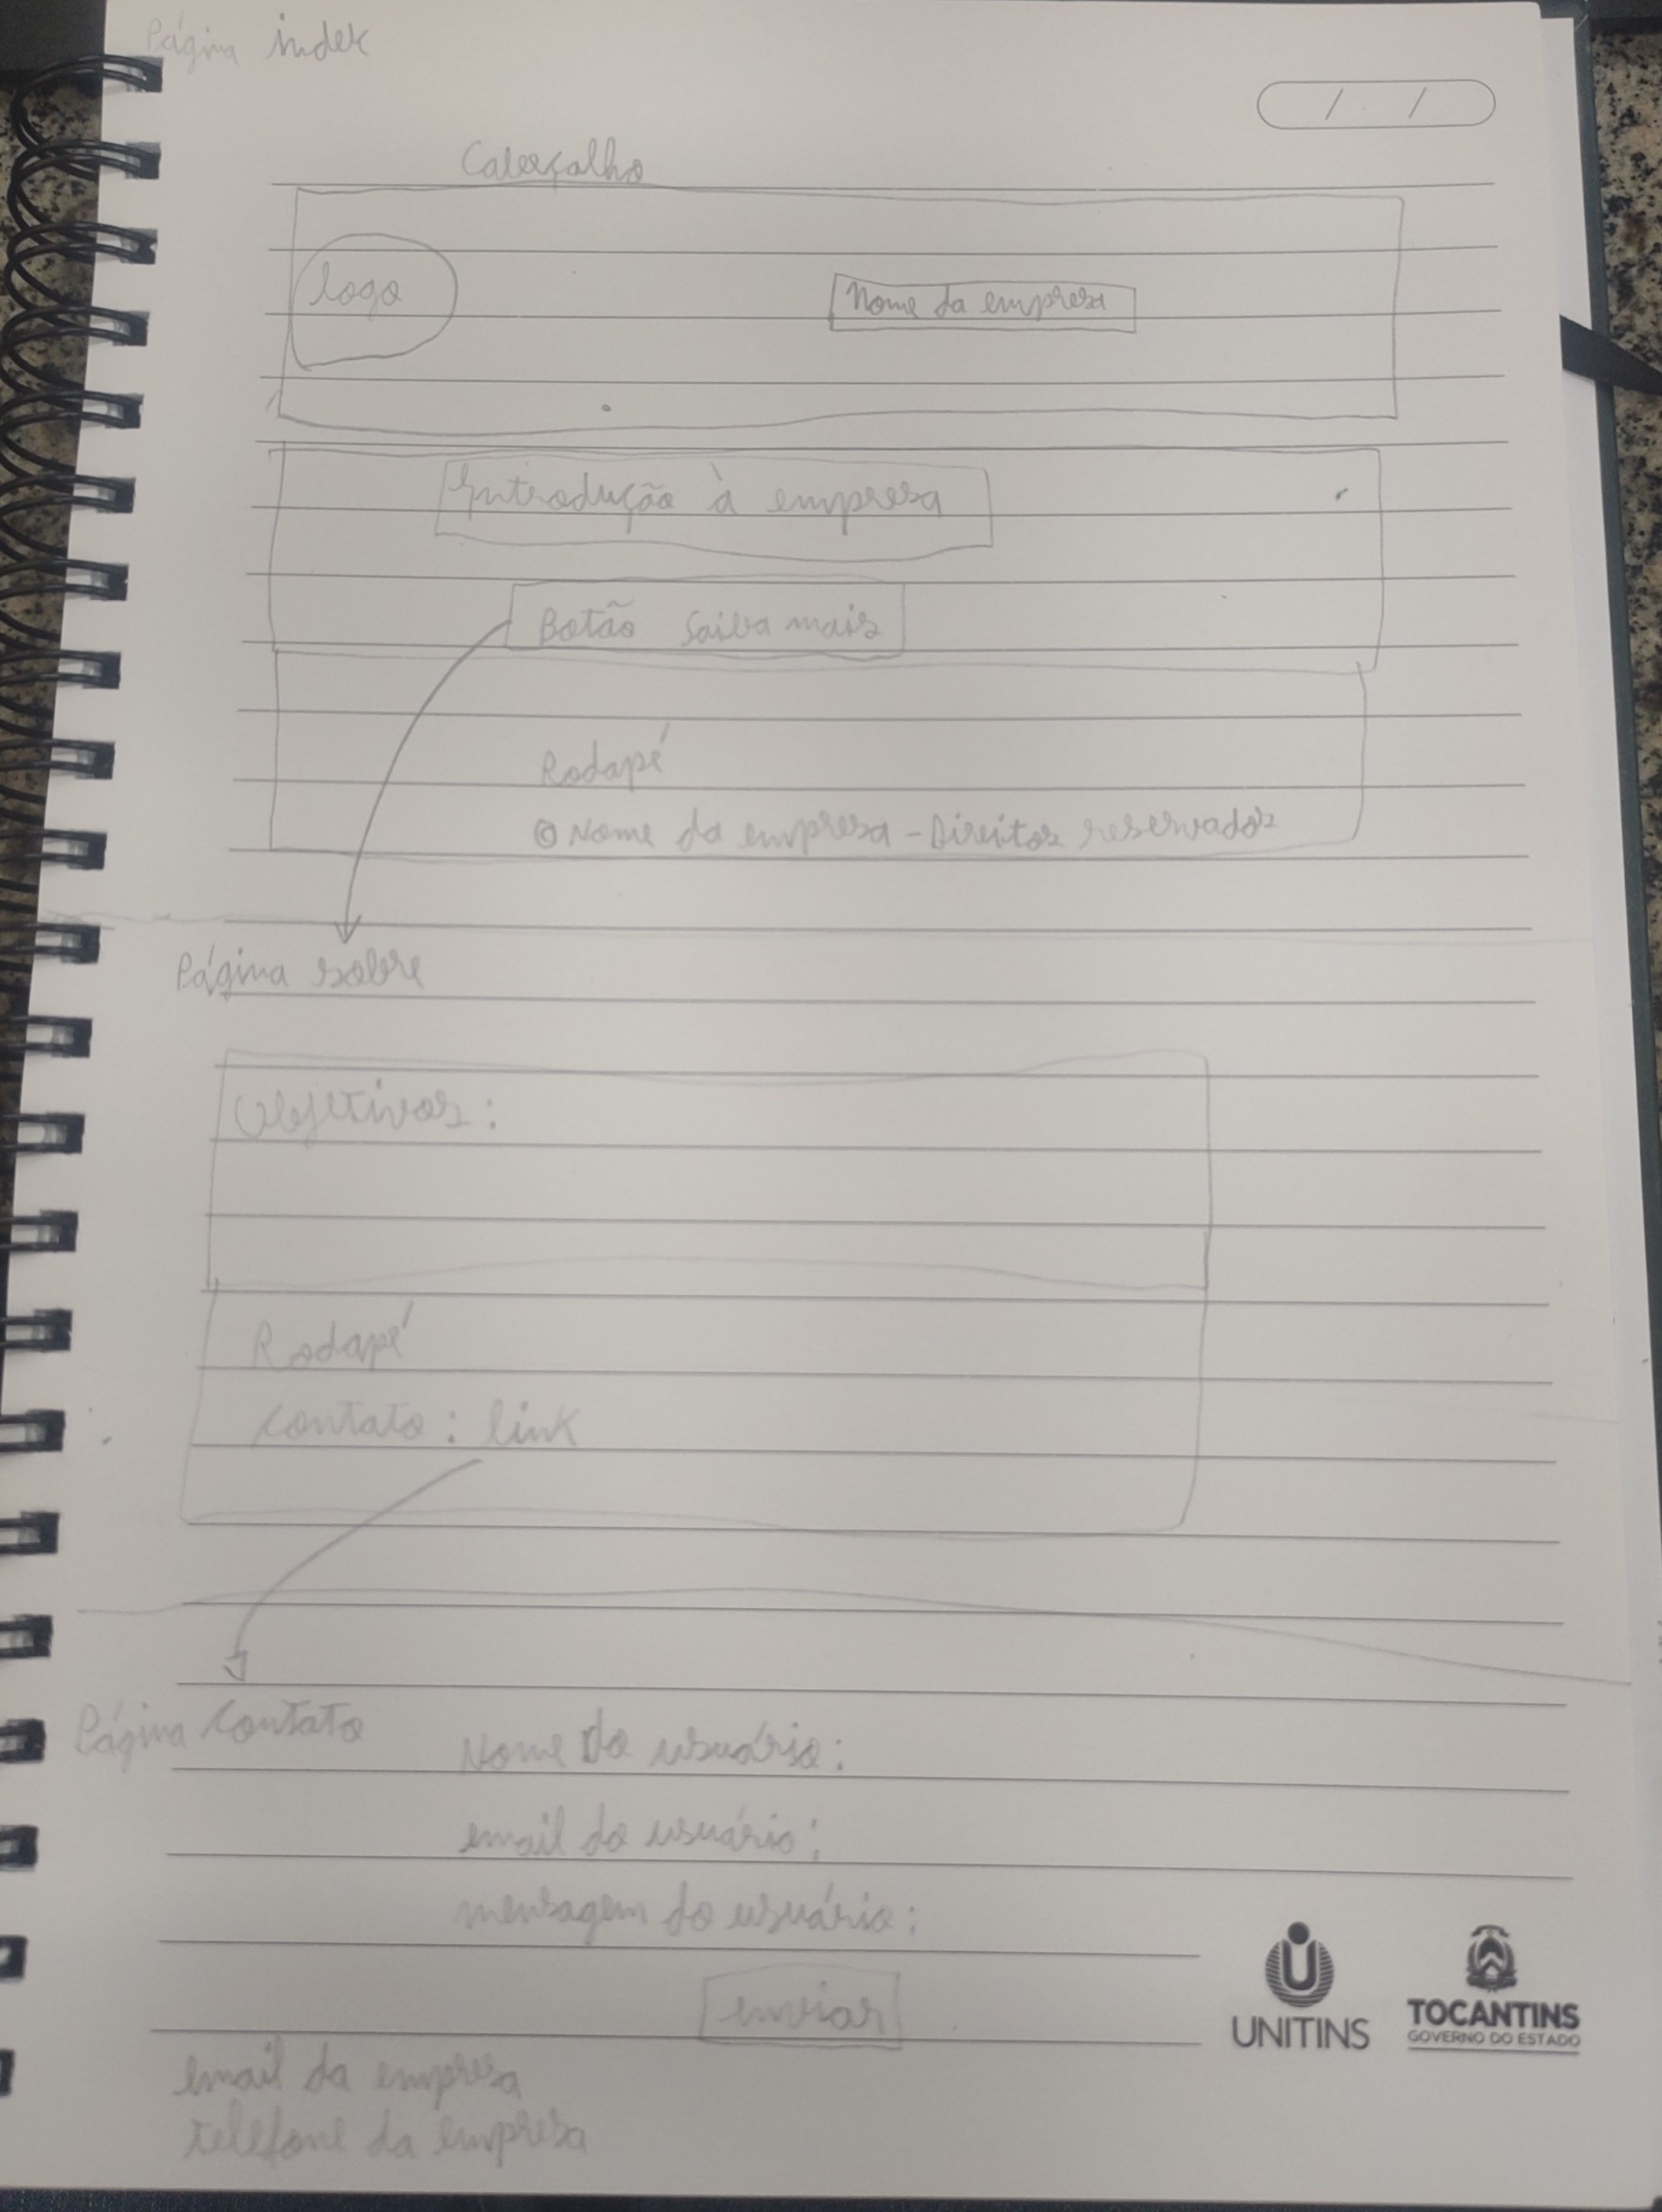 Página index
/ /
Cabeçalho
logo
Nome da empresa
Introdução à empresa
Botão Saiba mais
Rodapé
© Nome da empresa - Direitos reservados
Página sobre
Objetivos:
Rodapé
Contato: link
Página Contato
Nome do usuário:
email do usuário:
mensagem do usuário:
enviar
email da empresa
telefone da empresa
UNITINS
TOCANTINS
GOVERNO DO ESTADO